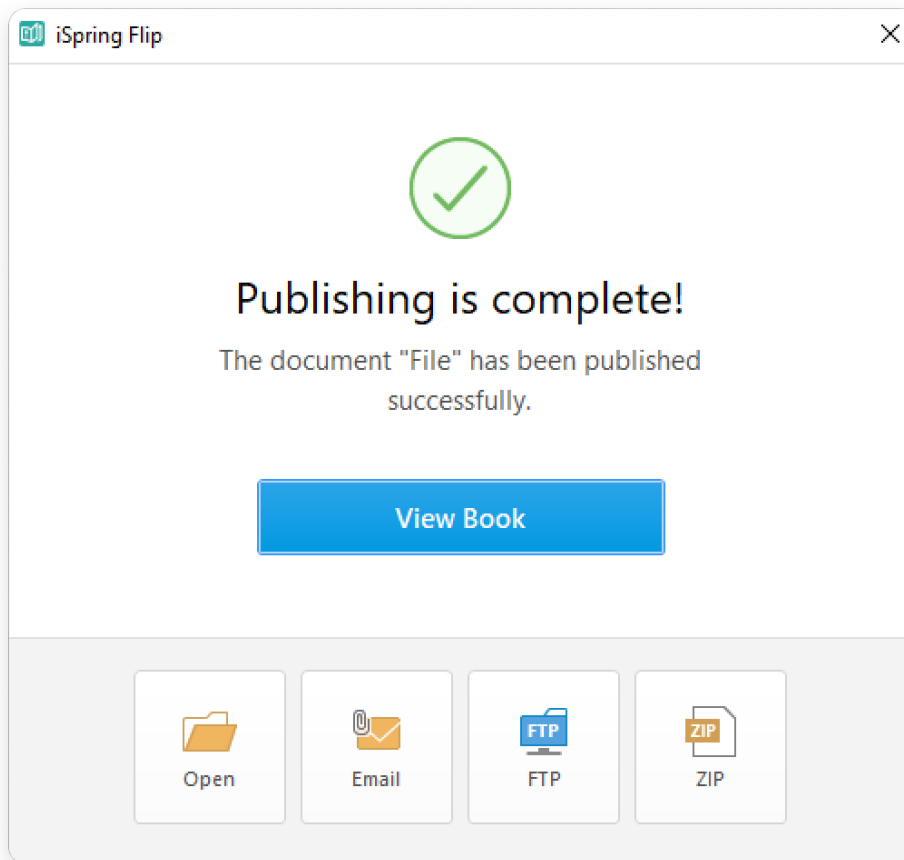 iSpring Flip
Publishing is complete!
The document "File" has been published
successfully.
View Book
FTP
ZIP
Open
Email
FTP
ZIP